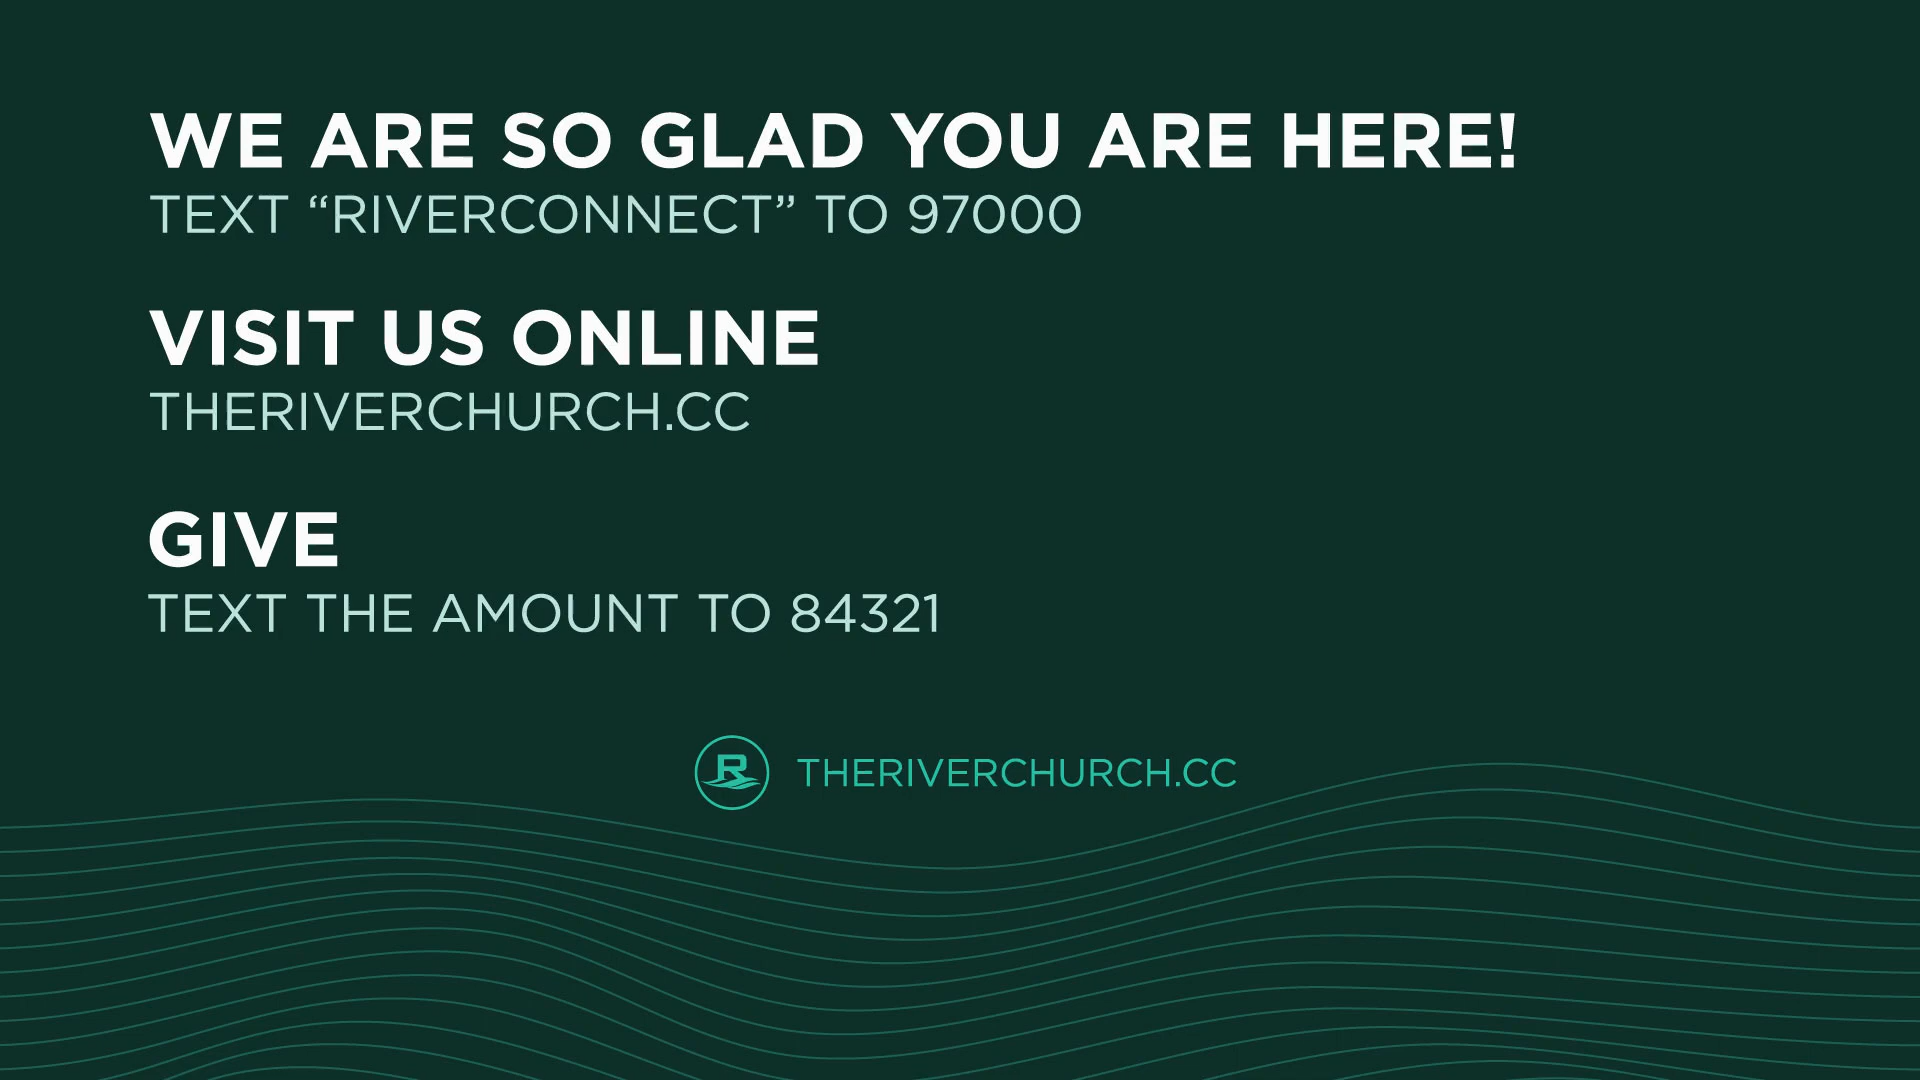 WE ARE SO GLAD YOU ARE HERE!
TEXT “RIVERCONNECT” TO 97000
VISIT US ONLINE
THERIVERCHURCH.CC
GIVE
TEXT THE AMOUNT TO 84321
R THERIVERCHURCH.CC